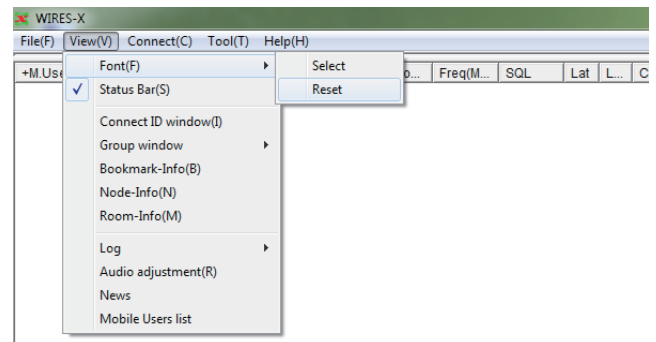 WIRES-X
File(F) View(V) Connect(C) Tool(T) Help(H)
+M.Use Freq(M... SQL Lat L... C
Font(F)
Select
Reset
Status Bar(S)
Connect ID window(I)
Group window
Bookmark-Info(B)
Node-Info(N)
Room-Info(M)
Log
Audio adjustment(R)
News
Mobile Users list